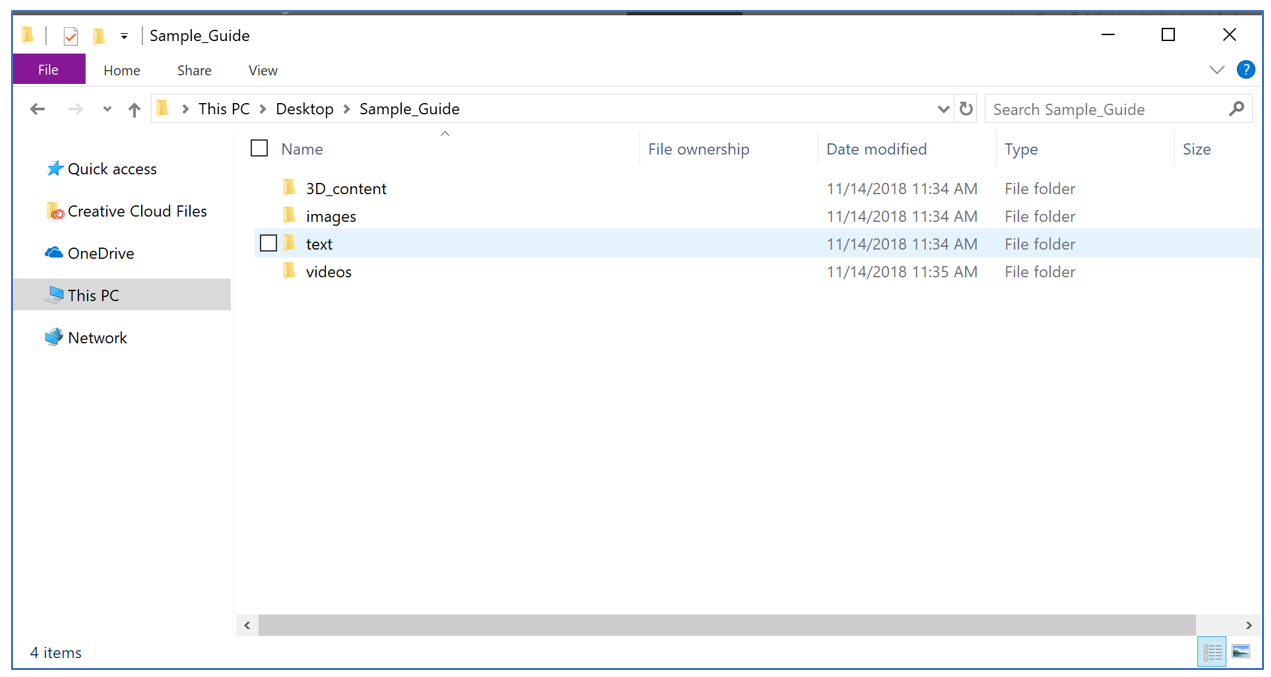 Sample_Guide
File Home Share View ?
This PC > Desktop > Sample_Guide Search Sample_Guide
Name File ownership Date modified Type Size
Quick access
Creative Cloud Files
OneDrive
This PC
Network
3D_content 11/14/2018 11:34 AM File folder
images 11/14/2018 11:34 AM File folder
text 11/14/2018 11:34 AM File folder
videos 11/14/2018 11:35 AM File folder
4 items